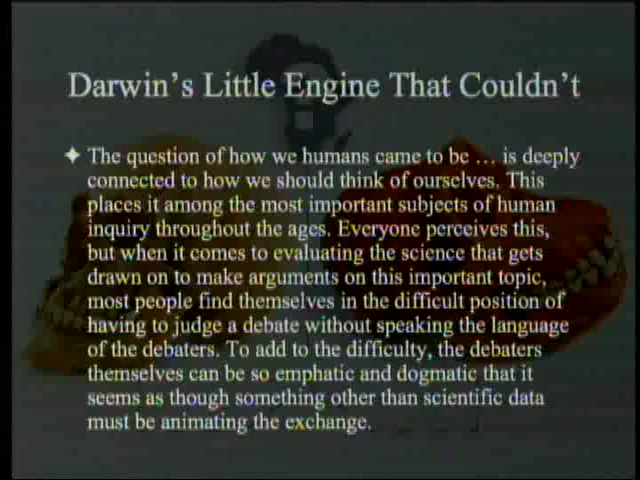 Darwin's Little Engine That Couldn't
✦ The question of how we humans came to be … is deeply
connected to how we should think of ourselves. This
places it among the most important subjects of human
inquiry throughout the ages. Everyone perceives this,
but when it comes to evaluating the science that gets
drawn on to make arguments on this important topic,
most people find themselves in the difficult position of
having to judge a debate without speaking the language
of the debaters. To add to the difficulty, the debaters
themselves can be so emphatic and dogmatic that it
seems as though something other than scientific data
must be animating the exchange.